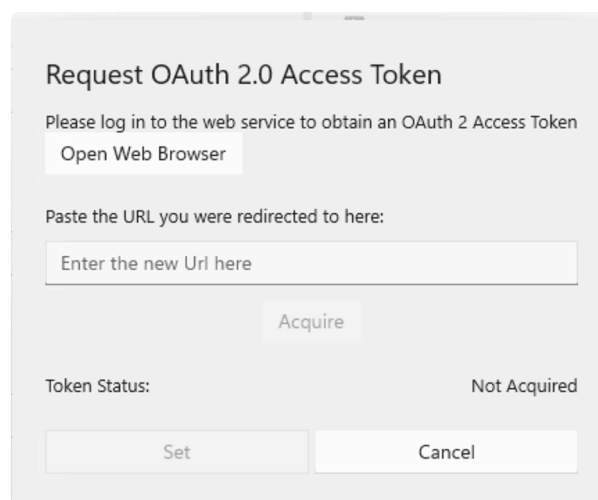 Request OAuth 2.0 Access Token
Please log in to the web service to obtain an OAuth 2 Access Token
Open Web Browser
Paste the URL you were redirected to here:
Enter the new Url here
Acquire
Token Status: Not Acquired
Set Cancel